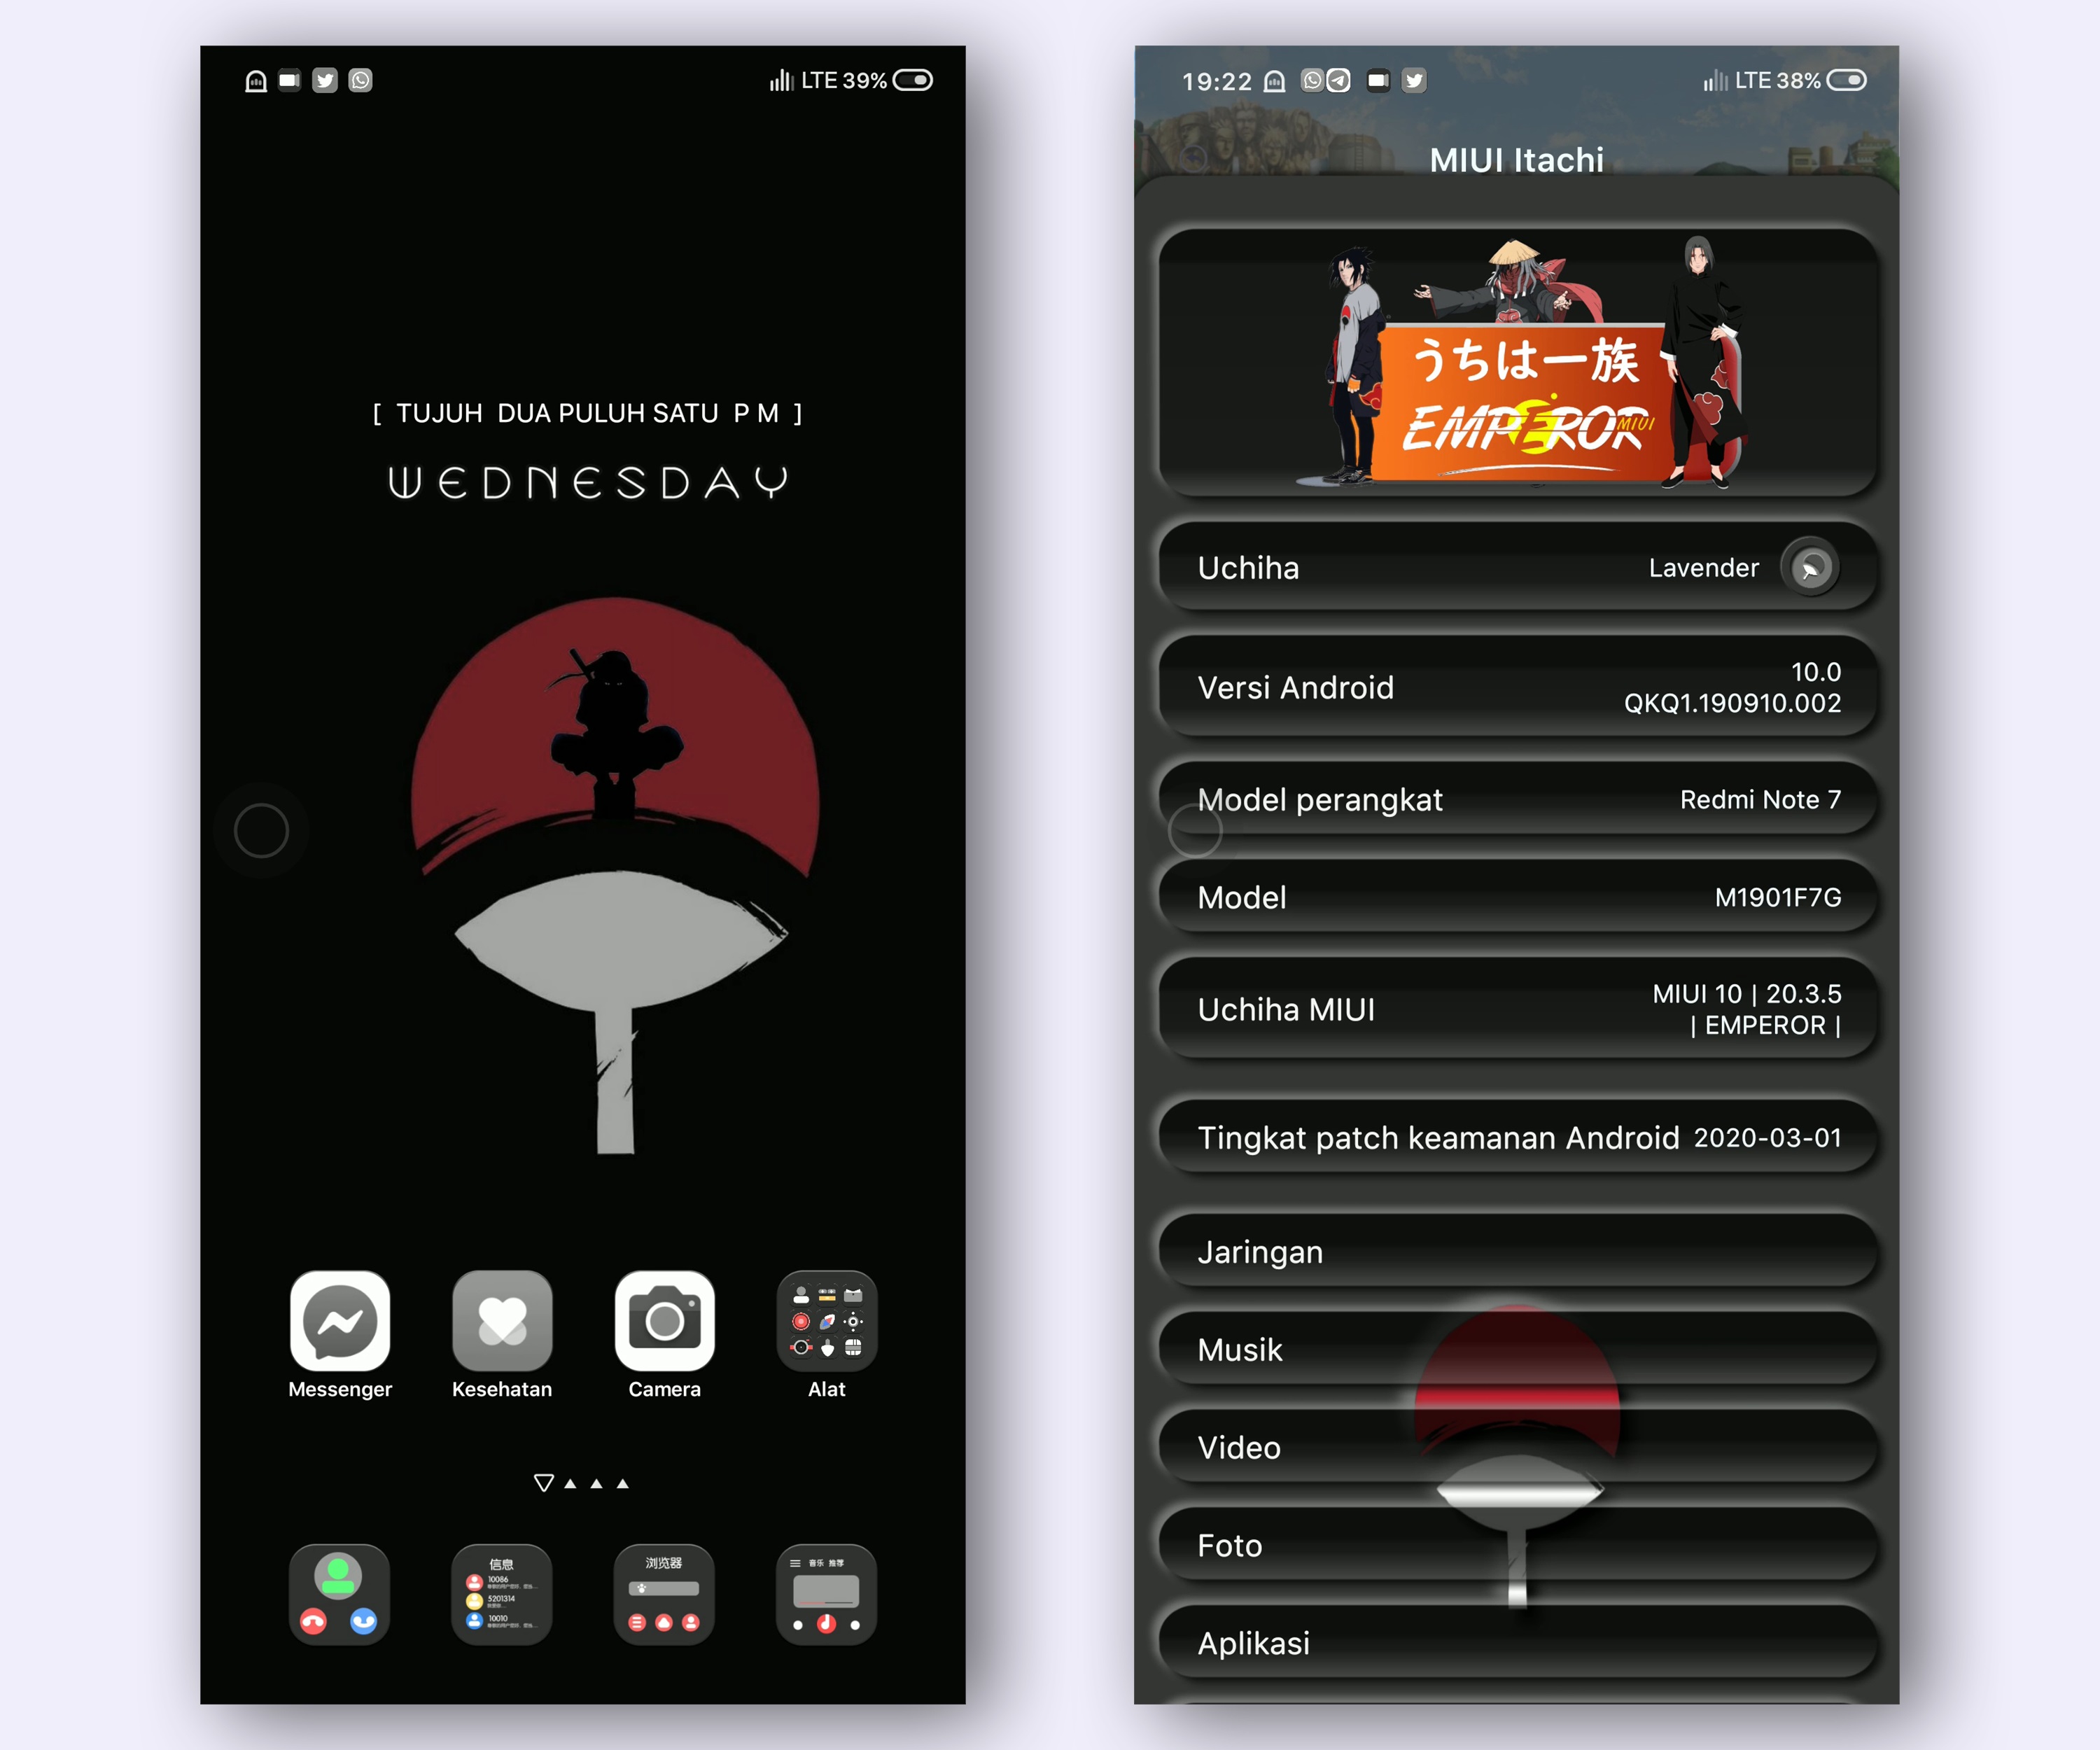 LTE 39%
[ TUJUH DUA PULUH SATU P M ]
WEDNESDAY
Messenger
Kesehatan
Camera
Alat
信息
10086
5201314
10010
浏览器
音乐 推荐
19:22
LTE 38%
MIUI Itachi
うちは一族
EMPEROR MIUI
Uchiha
Lavender
Versi Android
10.0
QKQ1.190910.002
Model perangkat
Redmi Note 7
Model
M1901F7G
Uchiha MIUI
MIUI 10 | 20.3.5
| EMPEROR |
Tingkat patch keamanan Android
2020-03-01
Jaringan
Musik
Video
Foto
Aplikasi